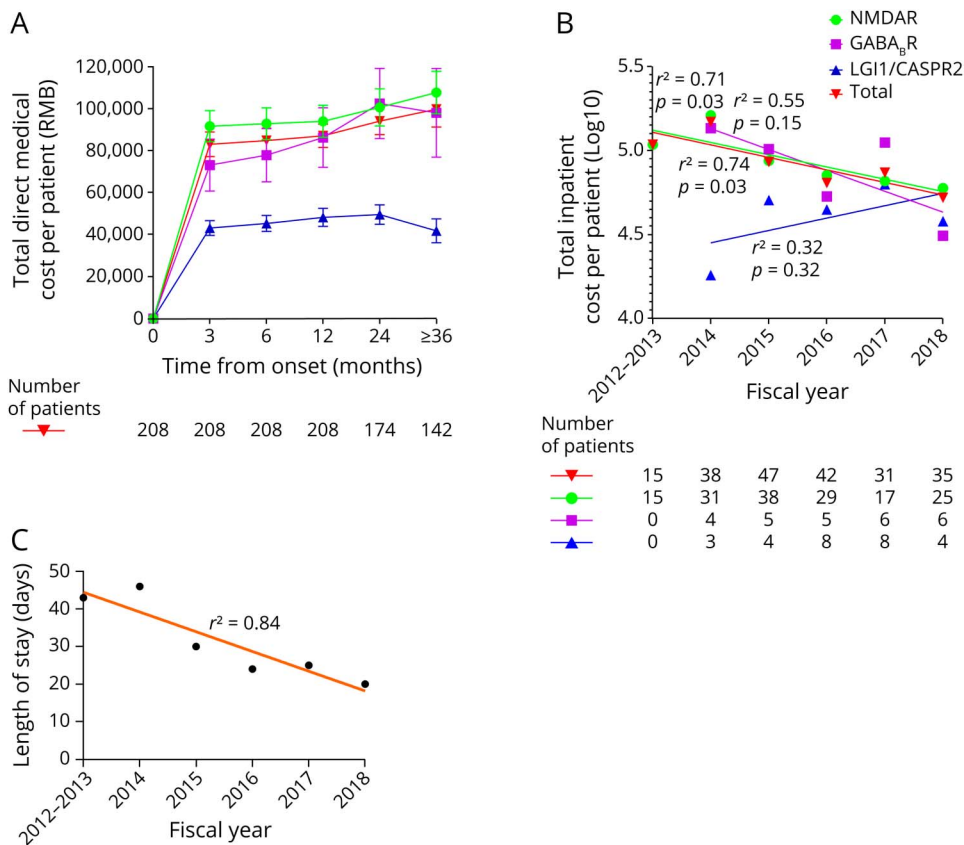 A
Total direct medical
cost per patient (RMB)
120,000
100,000
80,000
60,000
40,000
20,000
0
0 3 6 12 24 ≥36
Time from onset (months)
Number
of patients
208 208 208 208 174 142
B
NMDAR
GABA_BR
LGI1/CASPR2
Total
Total inpatient
cost per patient (Log10)
5.5
5.0
4.5
4.0
r² = 0.71
p = 0.03
r² = 0.55
p = 0.15
r² = 0.74
p = 0.03
r² = 0.32
p = 0.32
2012–2013 2014 2015 2016 2017 2018
Fiscal year
Number
of patients
15 38 47 42 31 35
15 31 38 29 17 25
0 4 5 5 6 6
0 3 4 8 8 4
C
Length of stay (days)
50
40
30
20
10
0
r² = 0.84
2012–2013 2014 2015 2016 2017 2018
Fiscal year